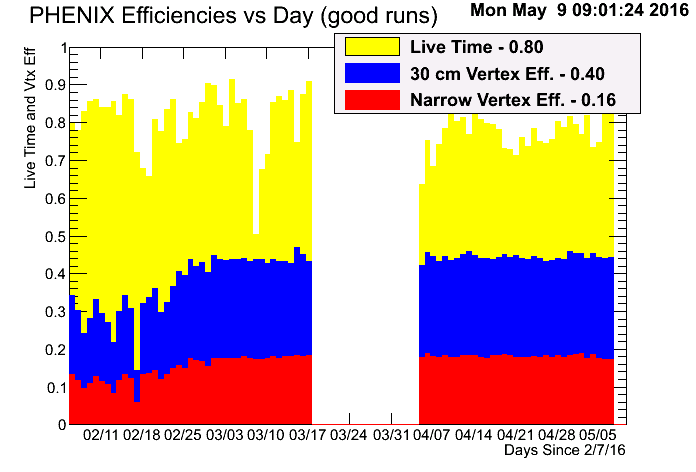 PHENIX Efficiencies vs Day (good runs)
Mon May 9 09:01:24 2016
Live Time - 0.80
30 cm Vertex Eff. - 0.40
Narrow Vertex Eff. - 0.16
Live Time and Vtx Eff
1
0.9
0.8
0.7
0.6
0.5
0.4
0.3
0.2
0.1
0
02/11 02/18 02/25 03/03 03/10 03/17 03/24 03/31 04/07 04/14 04/21 04/28 05/05
Days Since 2/7/16